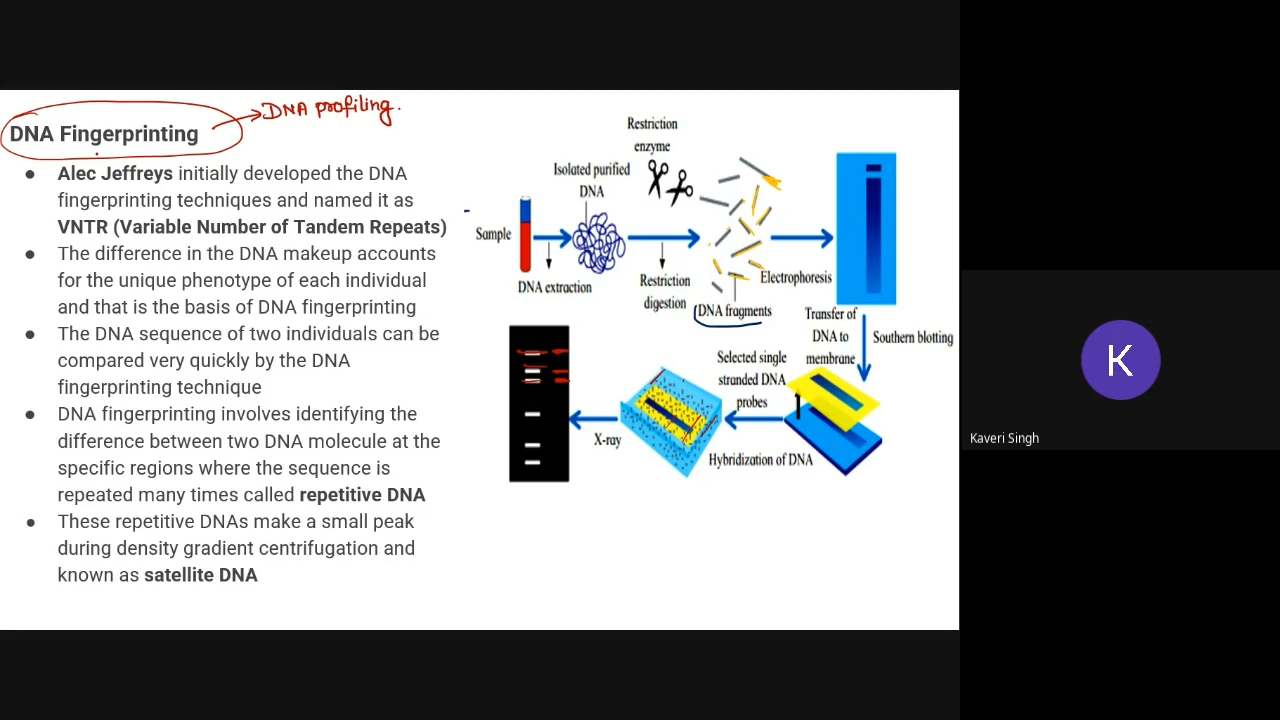 DNA profiling.
DNA Fingerprinting
● Alec Jeffreys initially developed the DNA
fingerprinting techniques and named it as
VNTR (Variable Number of Tandem Repeats)
● The difference in the DNA makeup accounts
for the unique phenotype of each individual
and that is the basis of DNA fingerprinting
● The DNA sequence of two individuals can be
compared very quickly by the DNA
fingerprinting technique
● DNA fingerprinting involves identifying the
difference between two DNA molecule at the
specific regions where the sequence is
repeated many times called repetitive DNA
● These repetitive DNAs make a small peak
during density gradient centrifugation and
known as satellite DNA
Sample
DNA extraction
Isolated purified
DNA
Restriction
enzyme
Restriction
digestion
DNA fragments
Electrophoresis
Transfer of
DNA to
membrane
Southern blotting
Selected single
stranded DNA
probes
Hybridization of DNA
X-ray
K
Kaveri Singh